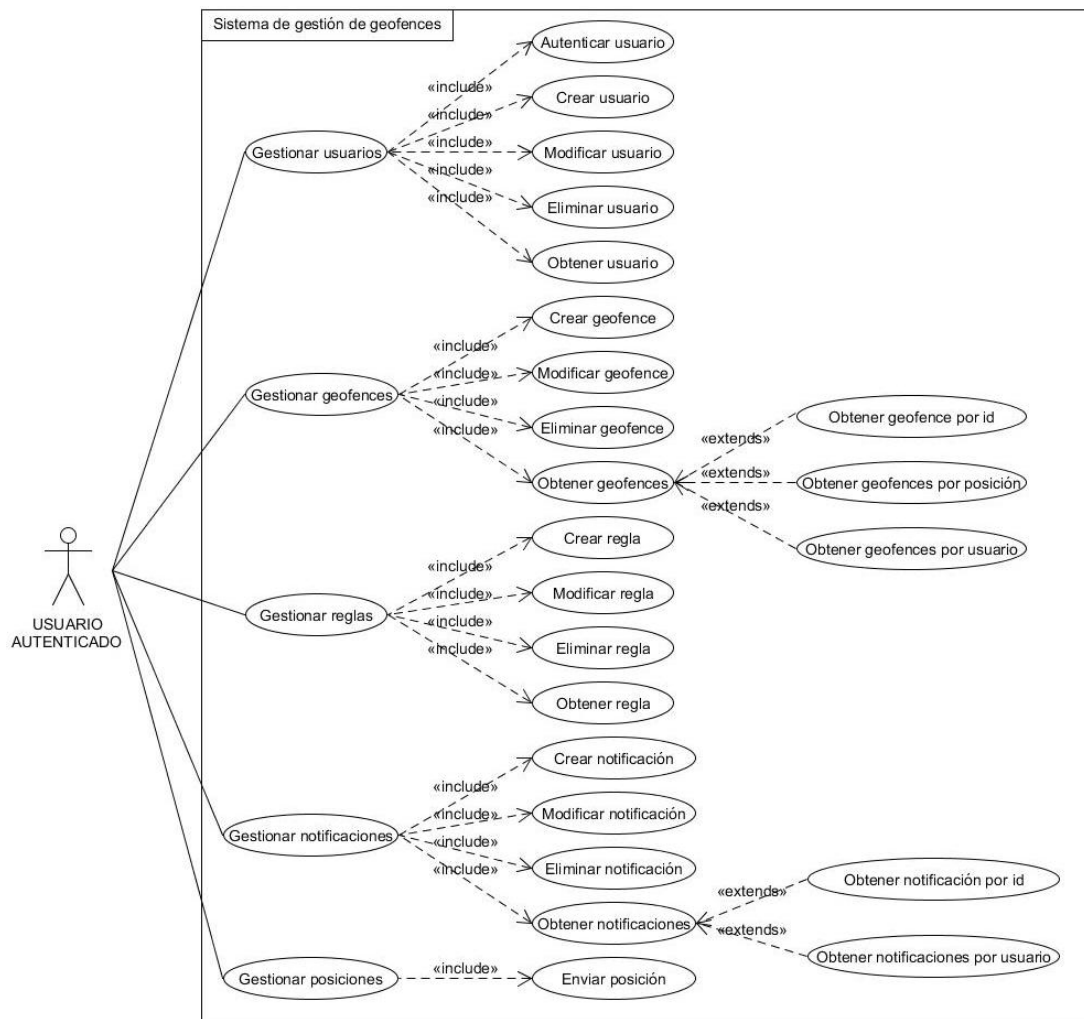 Sistema de gestión de geofences
Autenticar usuario
«include»
Crear usuario
«include»
Gestionar usuarios
«include»
Modificar usuario
«include»
Eliminar usuario
«include»
Obtener usuario
Crear geofence
«include»
Modificar geofence
«include»
Gestionar geofences
«include»
Eliminar geofence
«include»
Obtener geofences
Obtener geofence por id
«extends»
Obtener geofences por posición
«extends»
Obtener geofences por usuario
«extends»
USUARIO
AUTENTICADO
Crear regla
«include»
Modificar regla
«include»
Gestionar reglas
«include»
Eliminar regla
«include»
Obtener regla
Crear notificación
«include»
Modificar notificación
«include»
Gestionar notificaciones
«include»
Eliminar notificación
«include»
Obtener notificaciones
Obtener notificación por id
«extends»
Obtener notificaciones por usuario
«extends»
Gestionar posiciones
«include»
Enviar posición